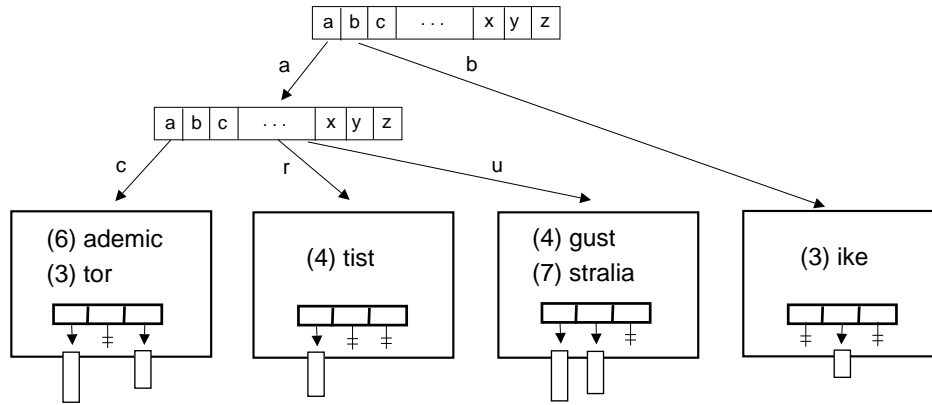 a b c ... x y z
a
b
a b c ... x y z
c
r
u
(6) ademic
(3) tor
(4) tist
(4) gust
(7) stralia
(3) ike